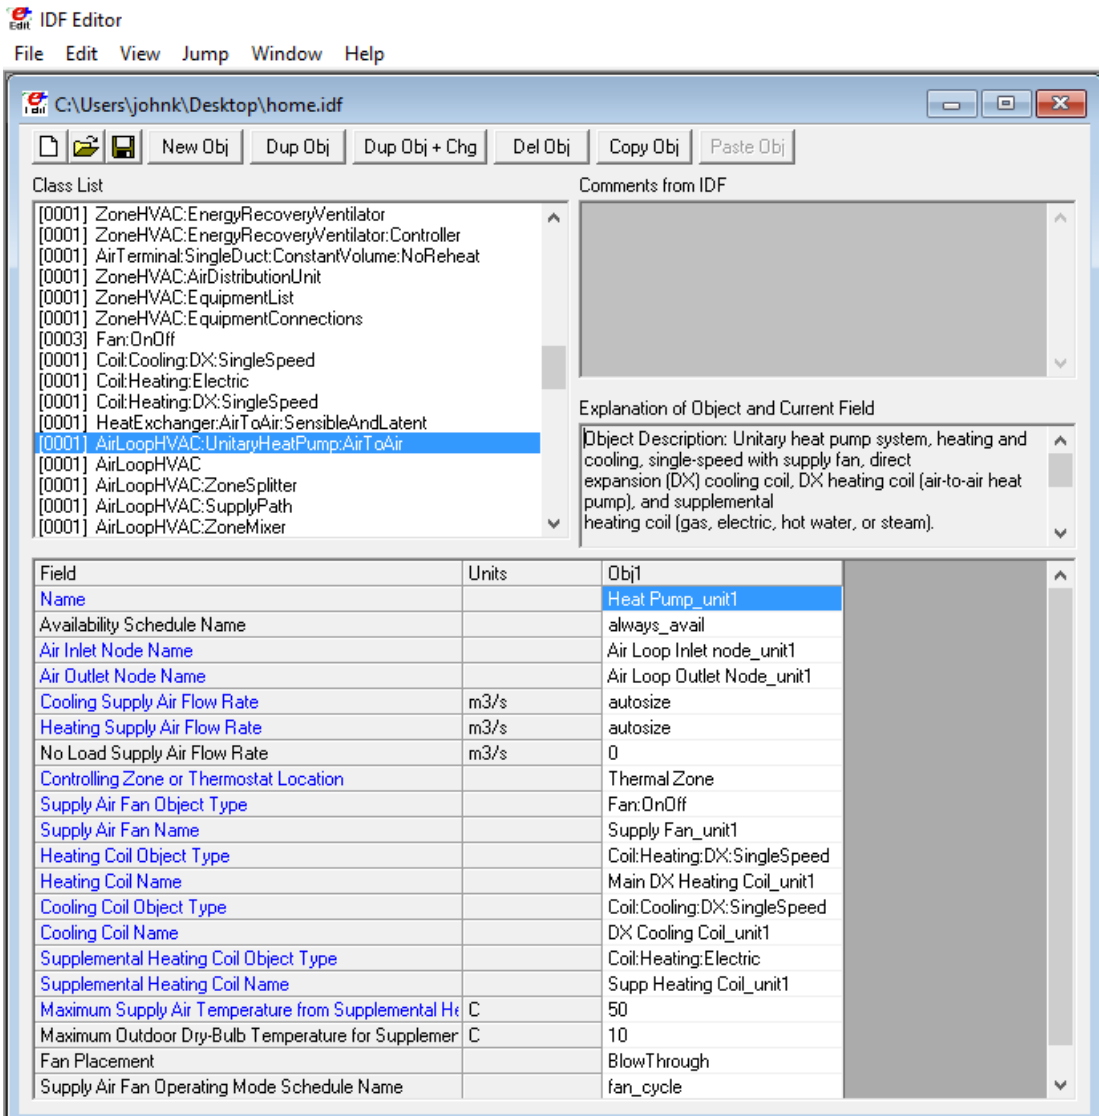 IDF Editor
File Edit View Jump Window Help
C:\Users\johnk\Desktop\home.idf
New Obj Dup Obj Dup Obj + Chg Del Obj Copy Obj Paste Obj
Class List
[0001] ZoneHVAC:EnergyRecoveryVentilator
[0001] ZoneHVAC:EnergyRecoveryVentilator:Controller
[0001] AirTerminal:SingleDuct:ConstantVolume:NoReheat
[0001] ZoneHVAC:AirDistributionUnit
[0001] ZoneHVAC:EquipmentList
[0001] ZoneHVAC:EquipmentConnections
[0003] Fan:OnOff
[0001] Coil:Cooling:DX:SingleSpeed
[0001] Coil:Heating:Electric
[0001] Coil:Heating:DX:SingleSpeed
[0001] HeatExchanger:AirToAir:SensibleAndLatent
[0001] AirLoopHVAC:UnitaryHeatPump:AirToAir
[0001] AirLoopHVAC
[0001] AirLoopHVAC:ZoneSplitter
[0001] AirLoopHVAC:SupplyPath
[0001] AirLoopHVAC:ZoneMixer
Comments from IDF
Explanation of Object and Current Field
Object Description: Unitary heat pump system, heating and
cooling, single-speed with supply fan, direct
expansion (DX) cooling coil, DX heating coil (air-to-air heat
pump), and supplemental
heating coil (gas, electric, hot water, or steam).
Field Units Obj1
Name Heat Pump_unit1
Availability Schedule Name always_avail
Air Inlet Node Name Air Loop Inlet node_unit1
Air Outlet Node Name Air Loop Outlet Node_unit1
Cooling Supply Air Flow Rate m3/s autosize
Heating Supply Air Flow Rate m3/s autosize
No Load Supply Air Flow Rate m3/s 0
Controlling Zone or Thermostat Location Thermal Zone
Supply Air Fan Object Type Fan:OnOff
Supply Air Fan Name Supply Fan_unit1
Heating Coil Object Type Coil:Heating:DX:SingleSpeed
Heating Coil Name Main DX Heating Coil_unit1
Cooling Coil Object Type Coil:Cooling:DX:SingleSpeed
Cooling Coil Name DX Cooling Coil_unit1
Supplemental Heating Coil Object Type Coil:Heating:Electric
Supplemental Heating Coil Name Supp Heating Coil_unit1
Maximum Supply Air Temperature from Supplemental He C 50
Maximum Outdoor Dry-Bulb Temperature for Supplemer C 10
Fan Placement BlowThrough
Supply Air Fan Operating Mode Schedule Name fan_cycle